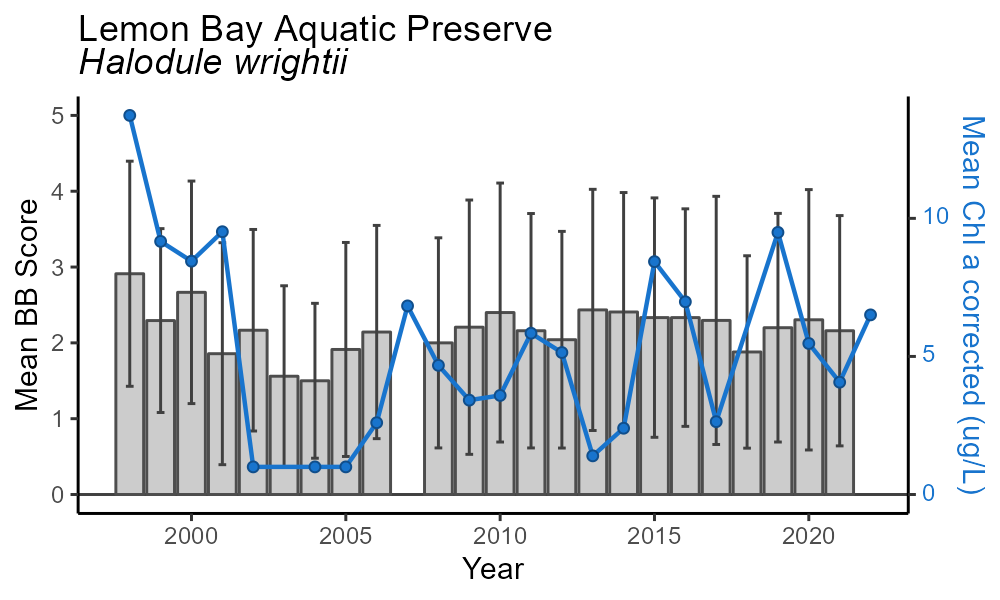 Lemon Bay Aquatic Preserve
Halodule wrightii
Mean BB Score
5
4
3
2
1
0
Mean Chl a corrected (ug/L)
10
5
0
2000
2005
2010
2015
2020
Year